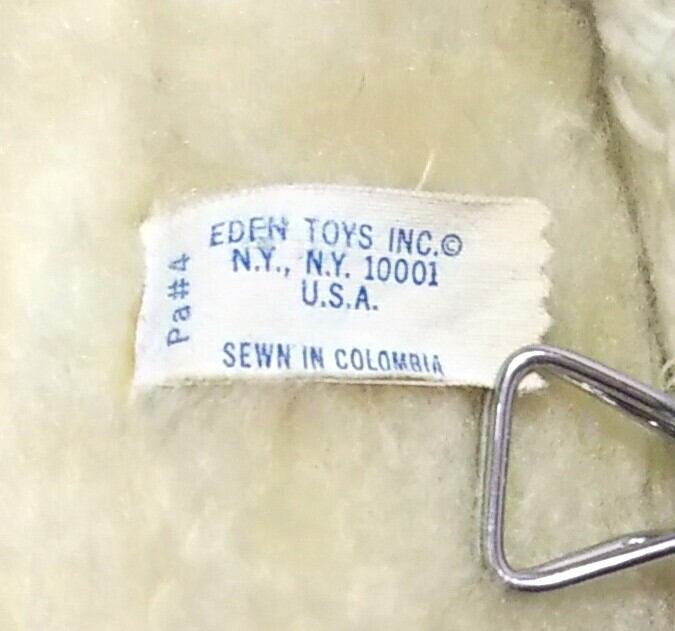 EDEN TOYS INC.©
N.Y., N.Y. 10001
U.S.A.
SEWN IN COLOMBIA
Pa#4